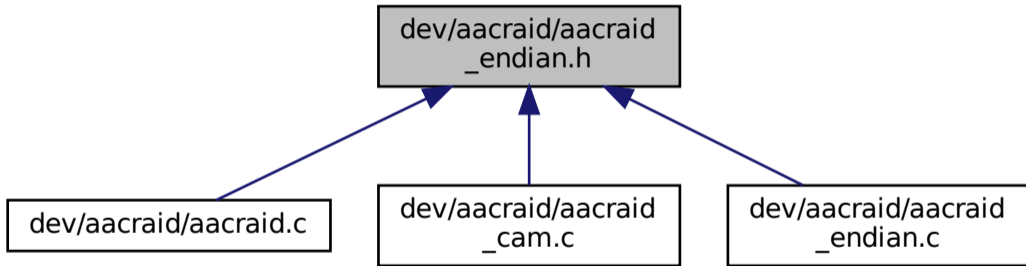 dev/aacraid/aacraid
_endian.h
dev/aacraid/aacraid.c
dev/aacraid/aacraid
_cam.c
dev/aacraid/aacraid
_endian.c